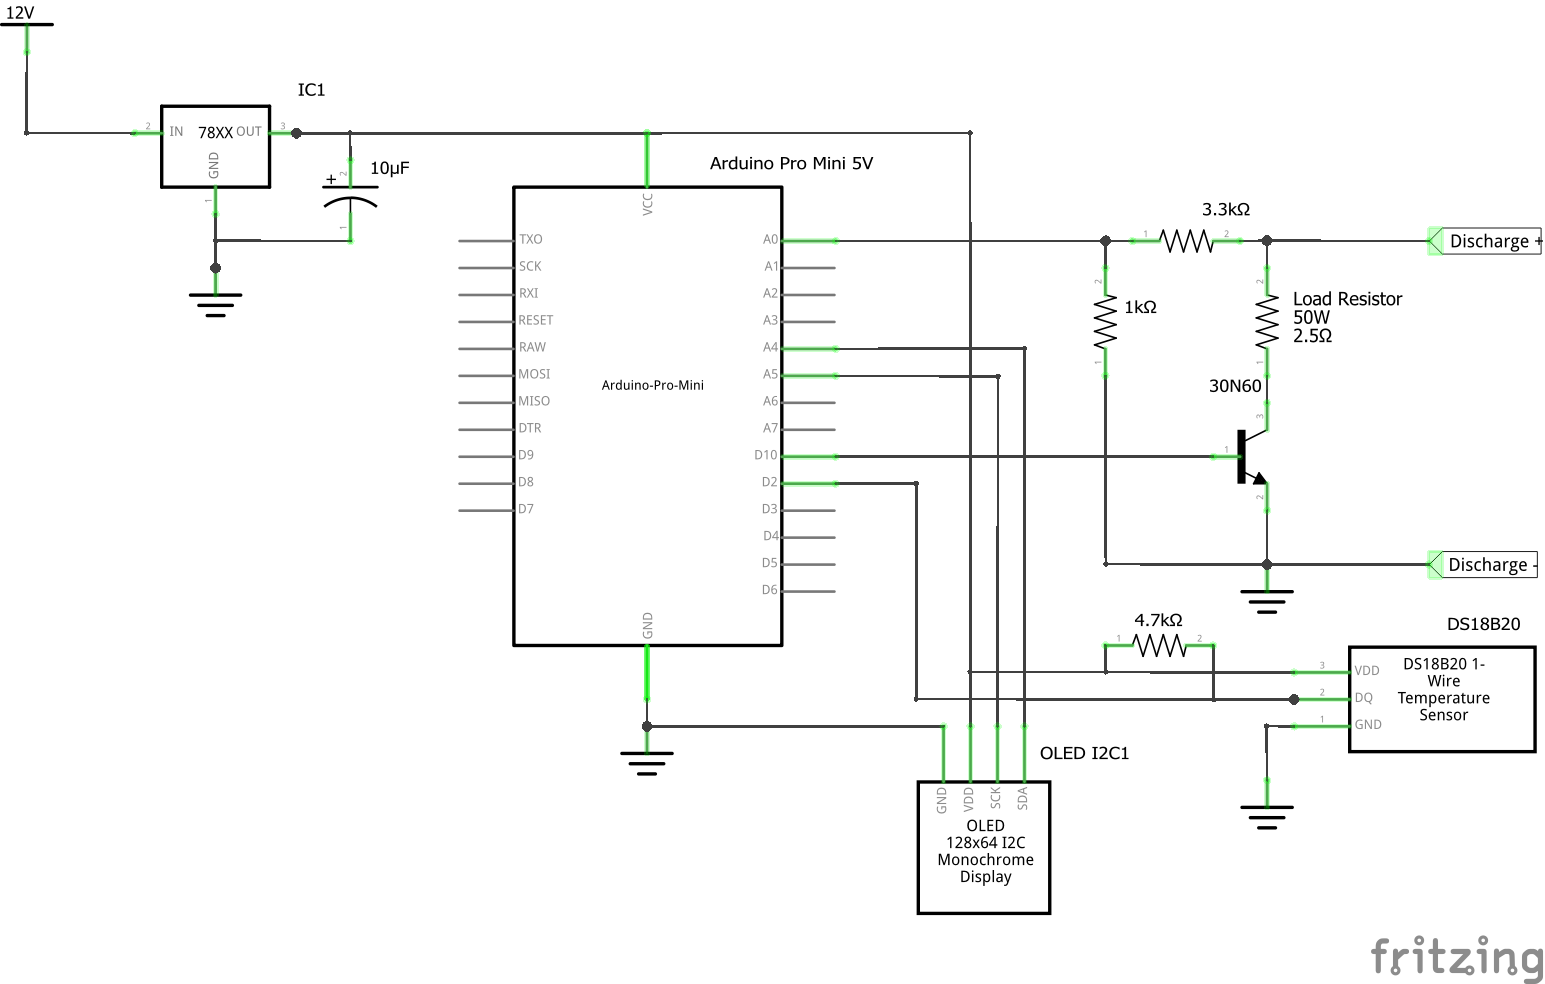 12V
IC1
2
IN
78XX
OUT
3
GND
1
+
2
10µF
1
Arduino Pro Mini 5V
VCC
TXO
SCK
RXI
RESET
RAW
MOSI
MISO
DTR
D9
D8
D7
Arduino-Pro-Mini
A0
A1
A2
A3
A4
A5
A6
A7
D10
D2
D3
D4
D5
D6
GND
3.3kΩ
1
2
Discharge +
2
1kΩ
1
2
Load Resistor
50W
2.5Ω
1
30N60
3
1
2
Discharge -
4.7kΩ
1
2
DS18B20
3
VDD
2
DQ
1
GND
DS18B20 1-
Wire
Temperature
Sensor
OLED I2C1
GND
VDD
SCK
SDA
OLED
128x64 I2C
Monochrome
Display
fritzing